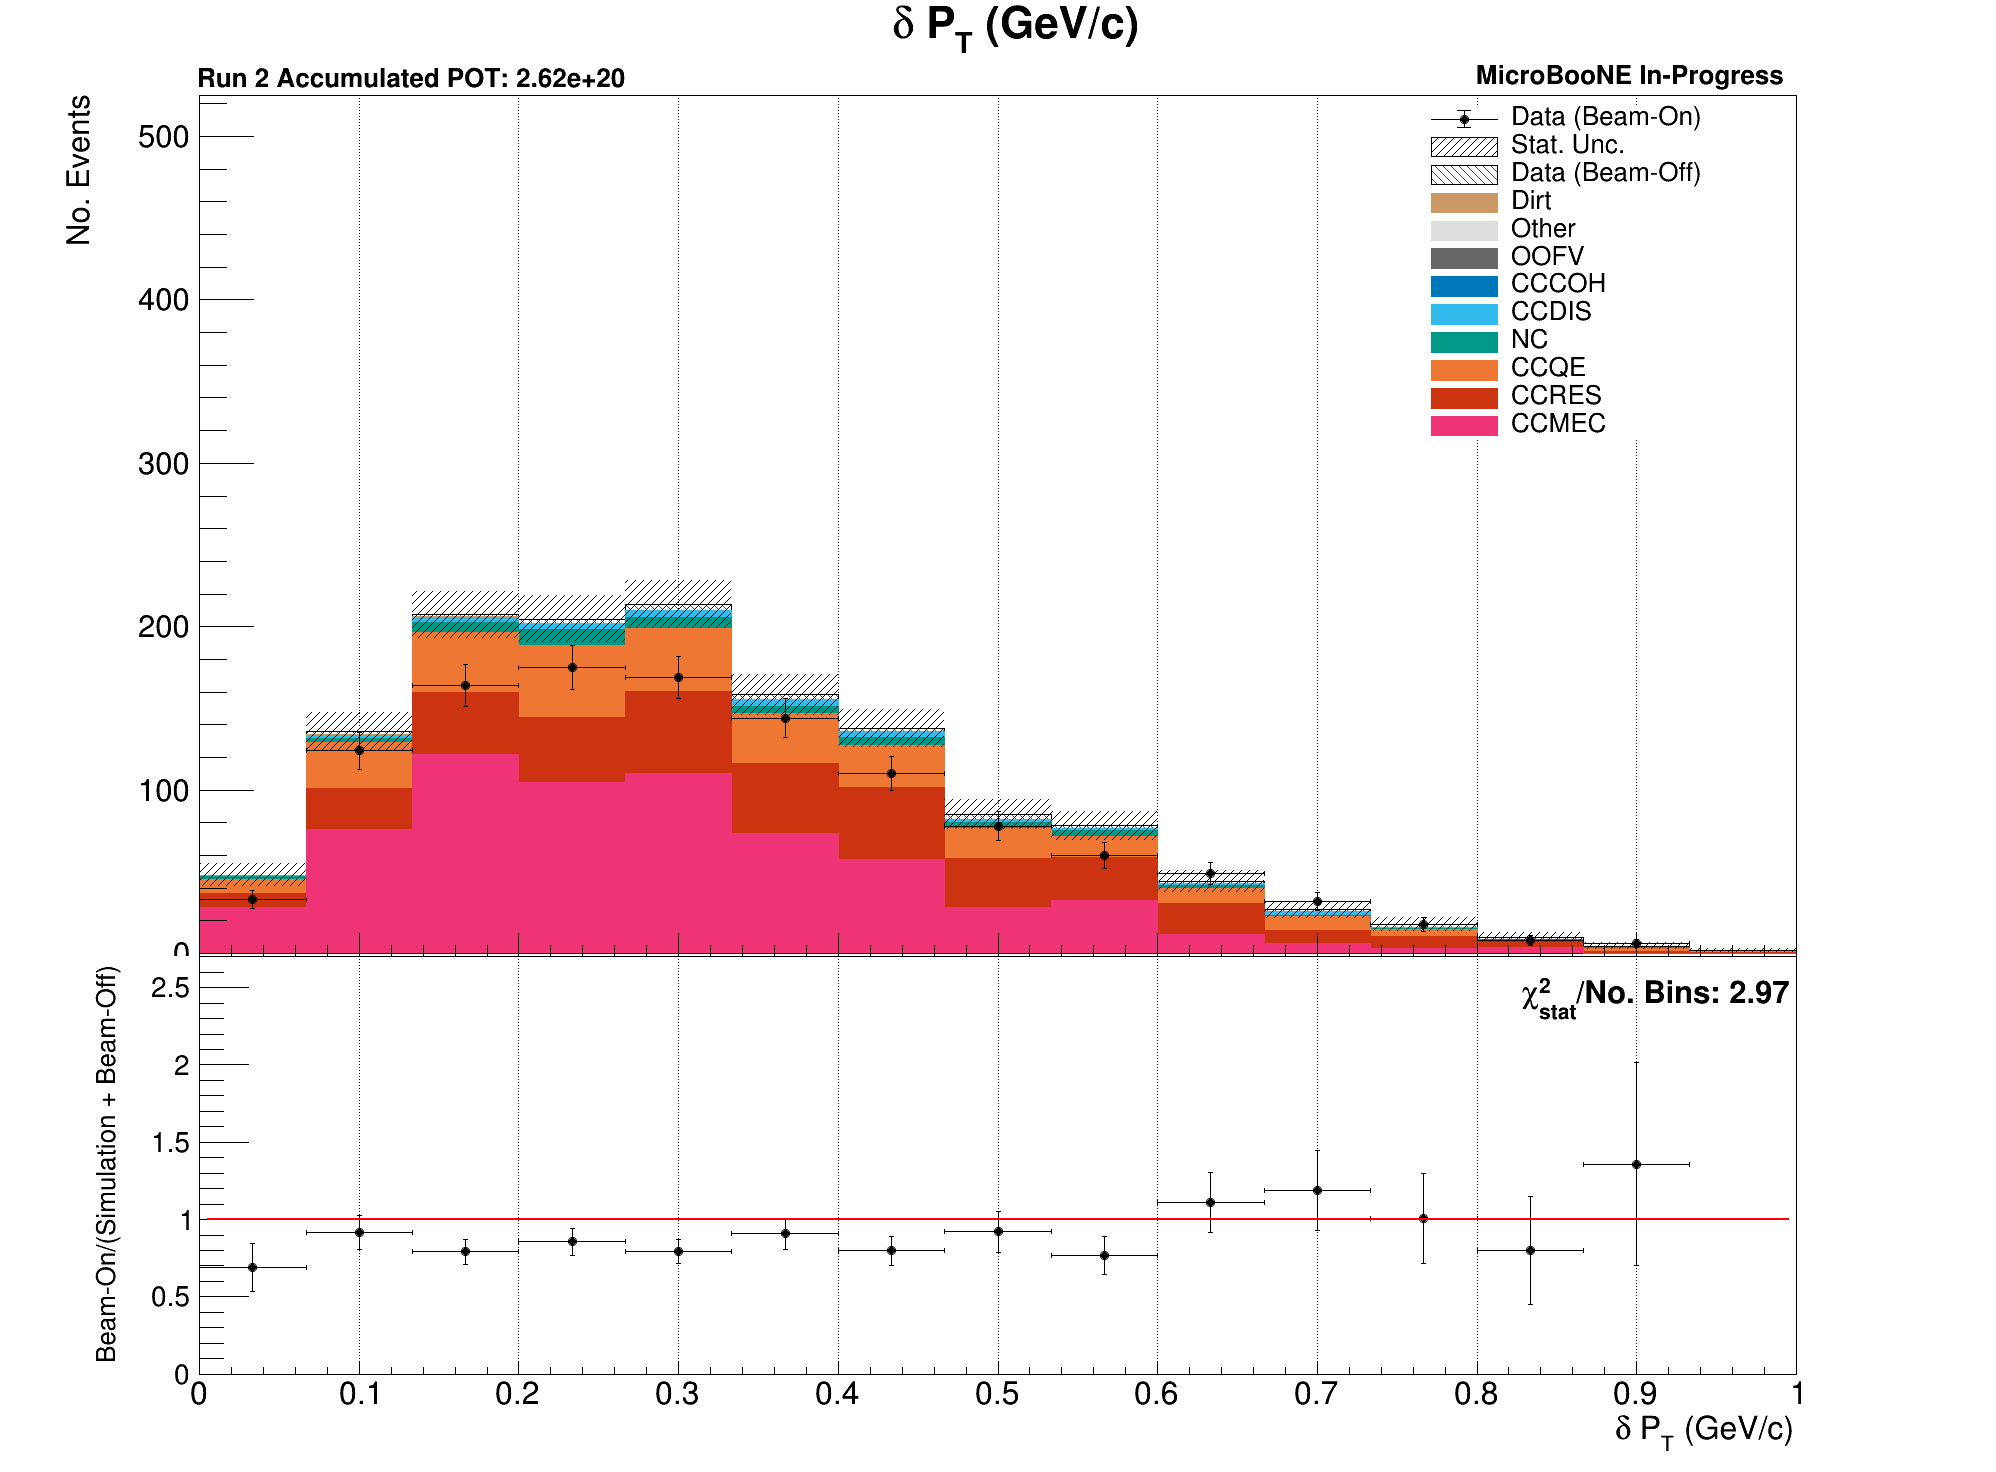 δ P_T (GeV/c)
Run 2 Accumulated POT: 2.62e+20
MicroBooNE In-Progress
No. Events
500
400
300
200
100
0
Data (Beam-On)
Stat. Unc.
Data (Beam-Off)
Dirt
Other
OOFV
CCCOH
CCDIS
NC
CCQE
CCRES
CCMEC
Beam-On/(Simulation + Beam-Off)
2.5
2
1.5
1
0.5
0
χ²_stat/No. Bins: 2.97
0 0.1 0.2 0.3 0.4 0.5 0.6 0.7 0.8 0.9 1
δ P_T (GeV/c)